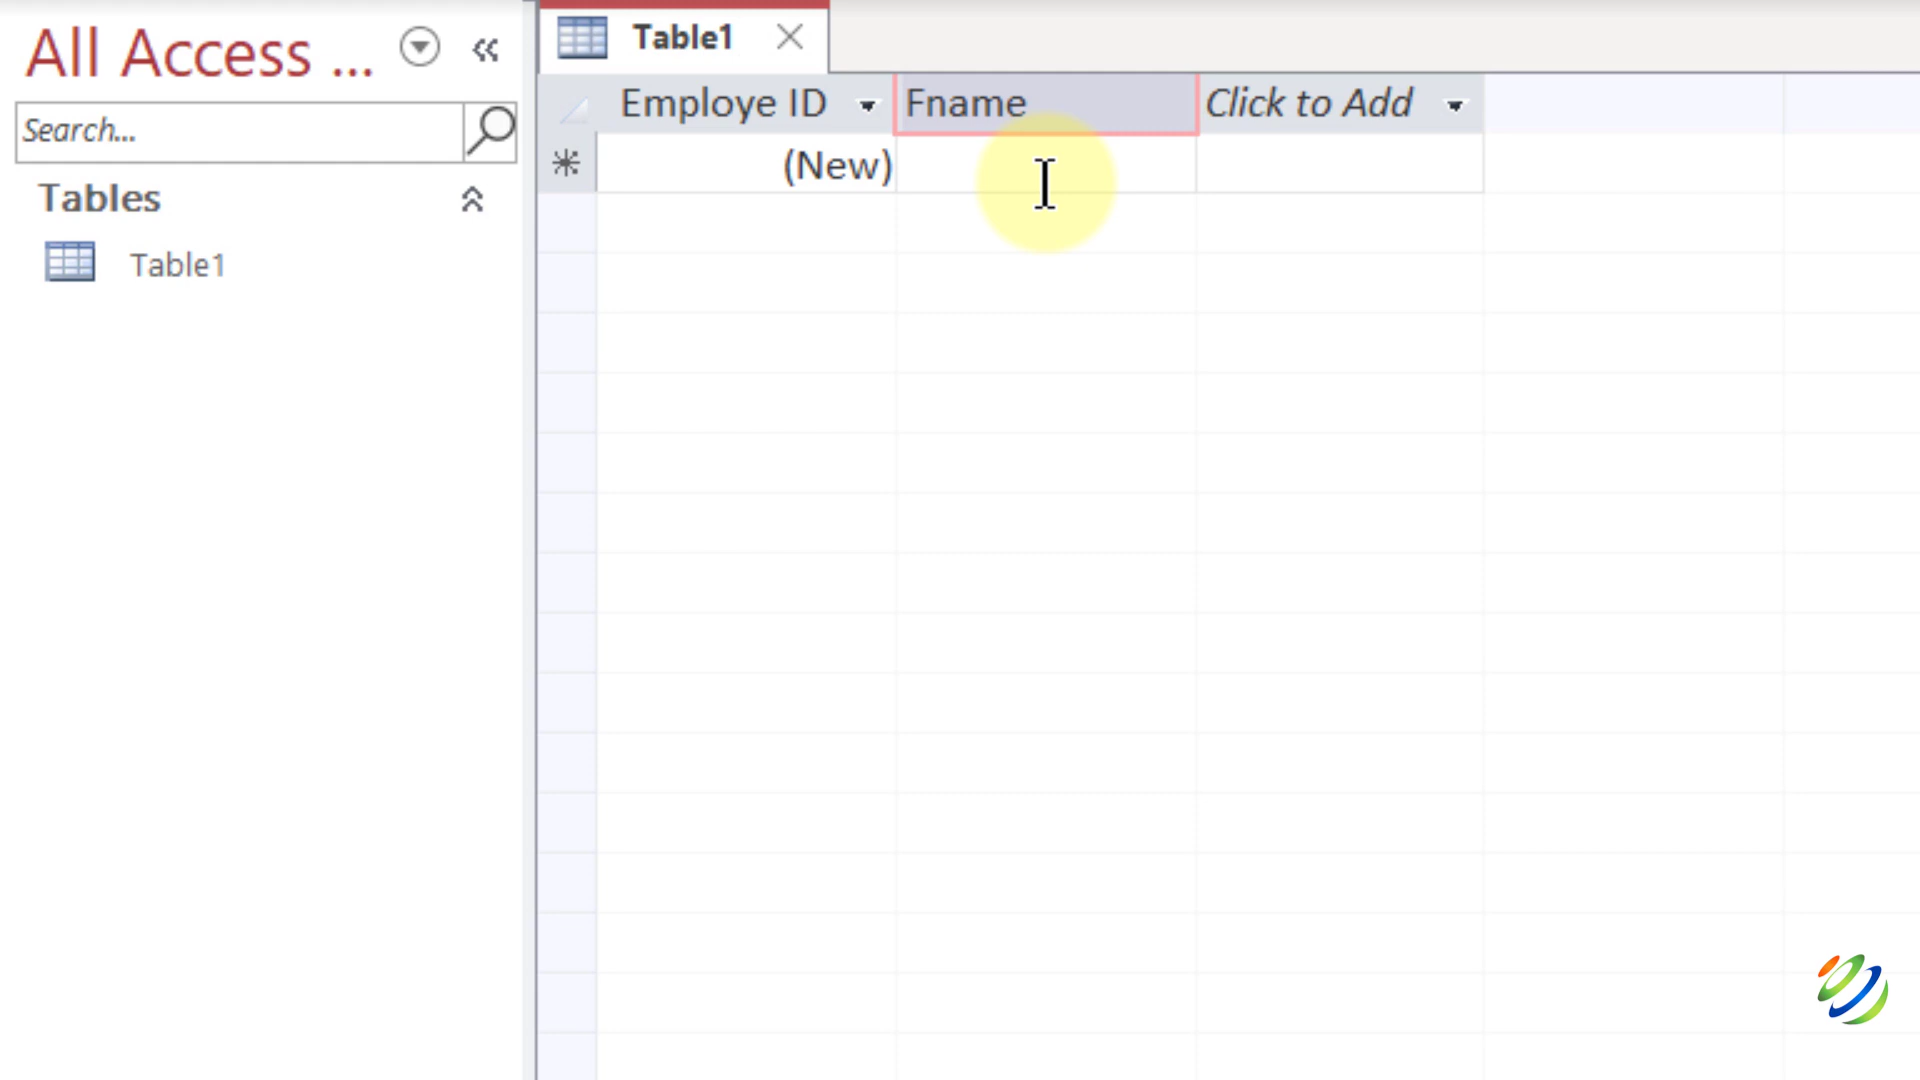 All Access ...
Search...
Tables
Table1
Table1
Employe ID
Fname
Click to Add
(New)